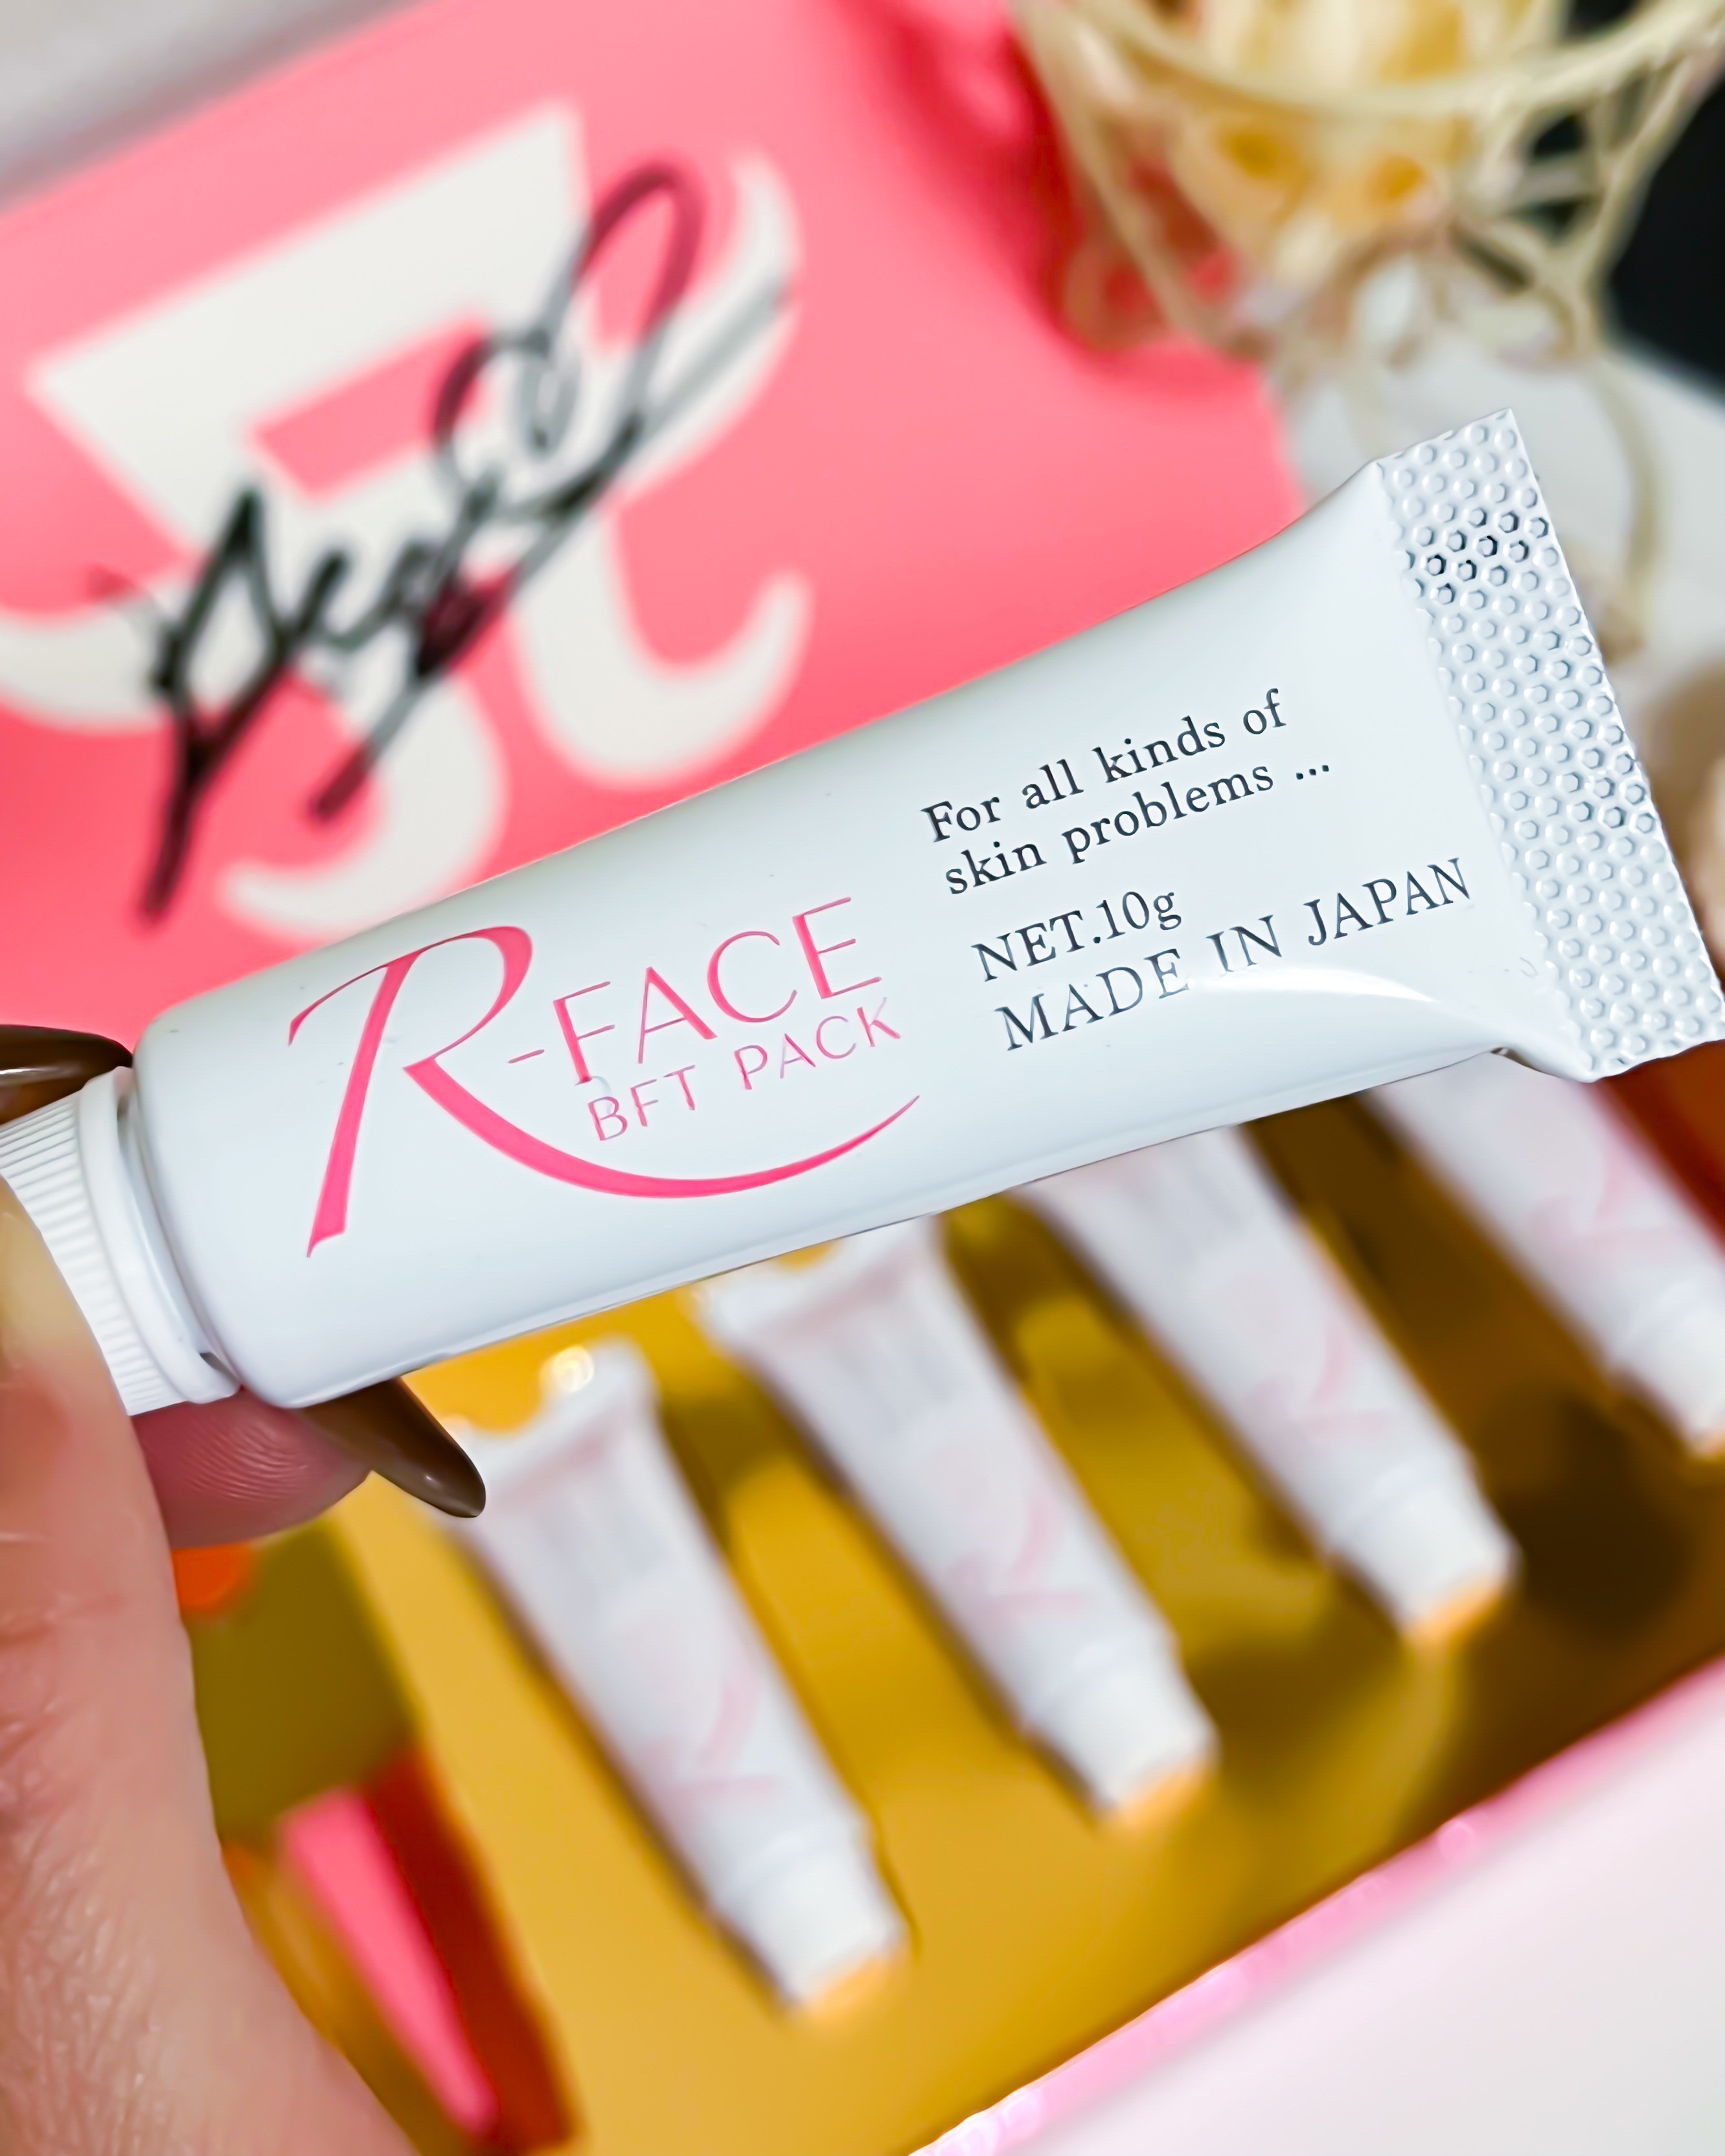 R-FACE
BFT PACK
For all kinds of
skin problems ...
NET.10g
MADE IN JAPAN